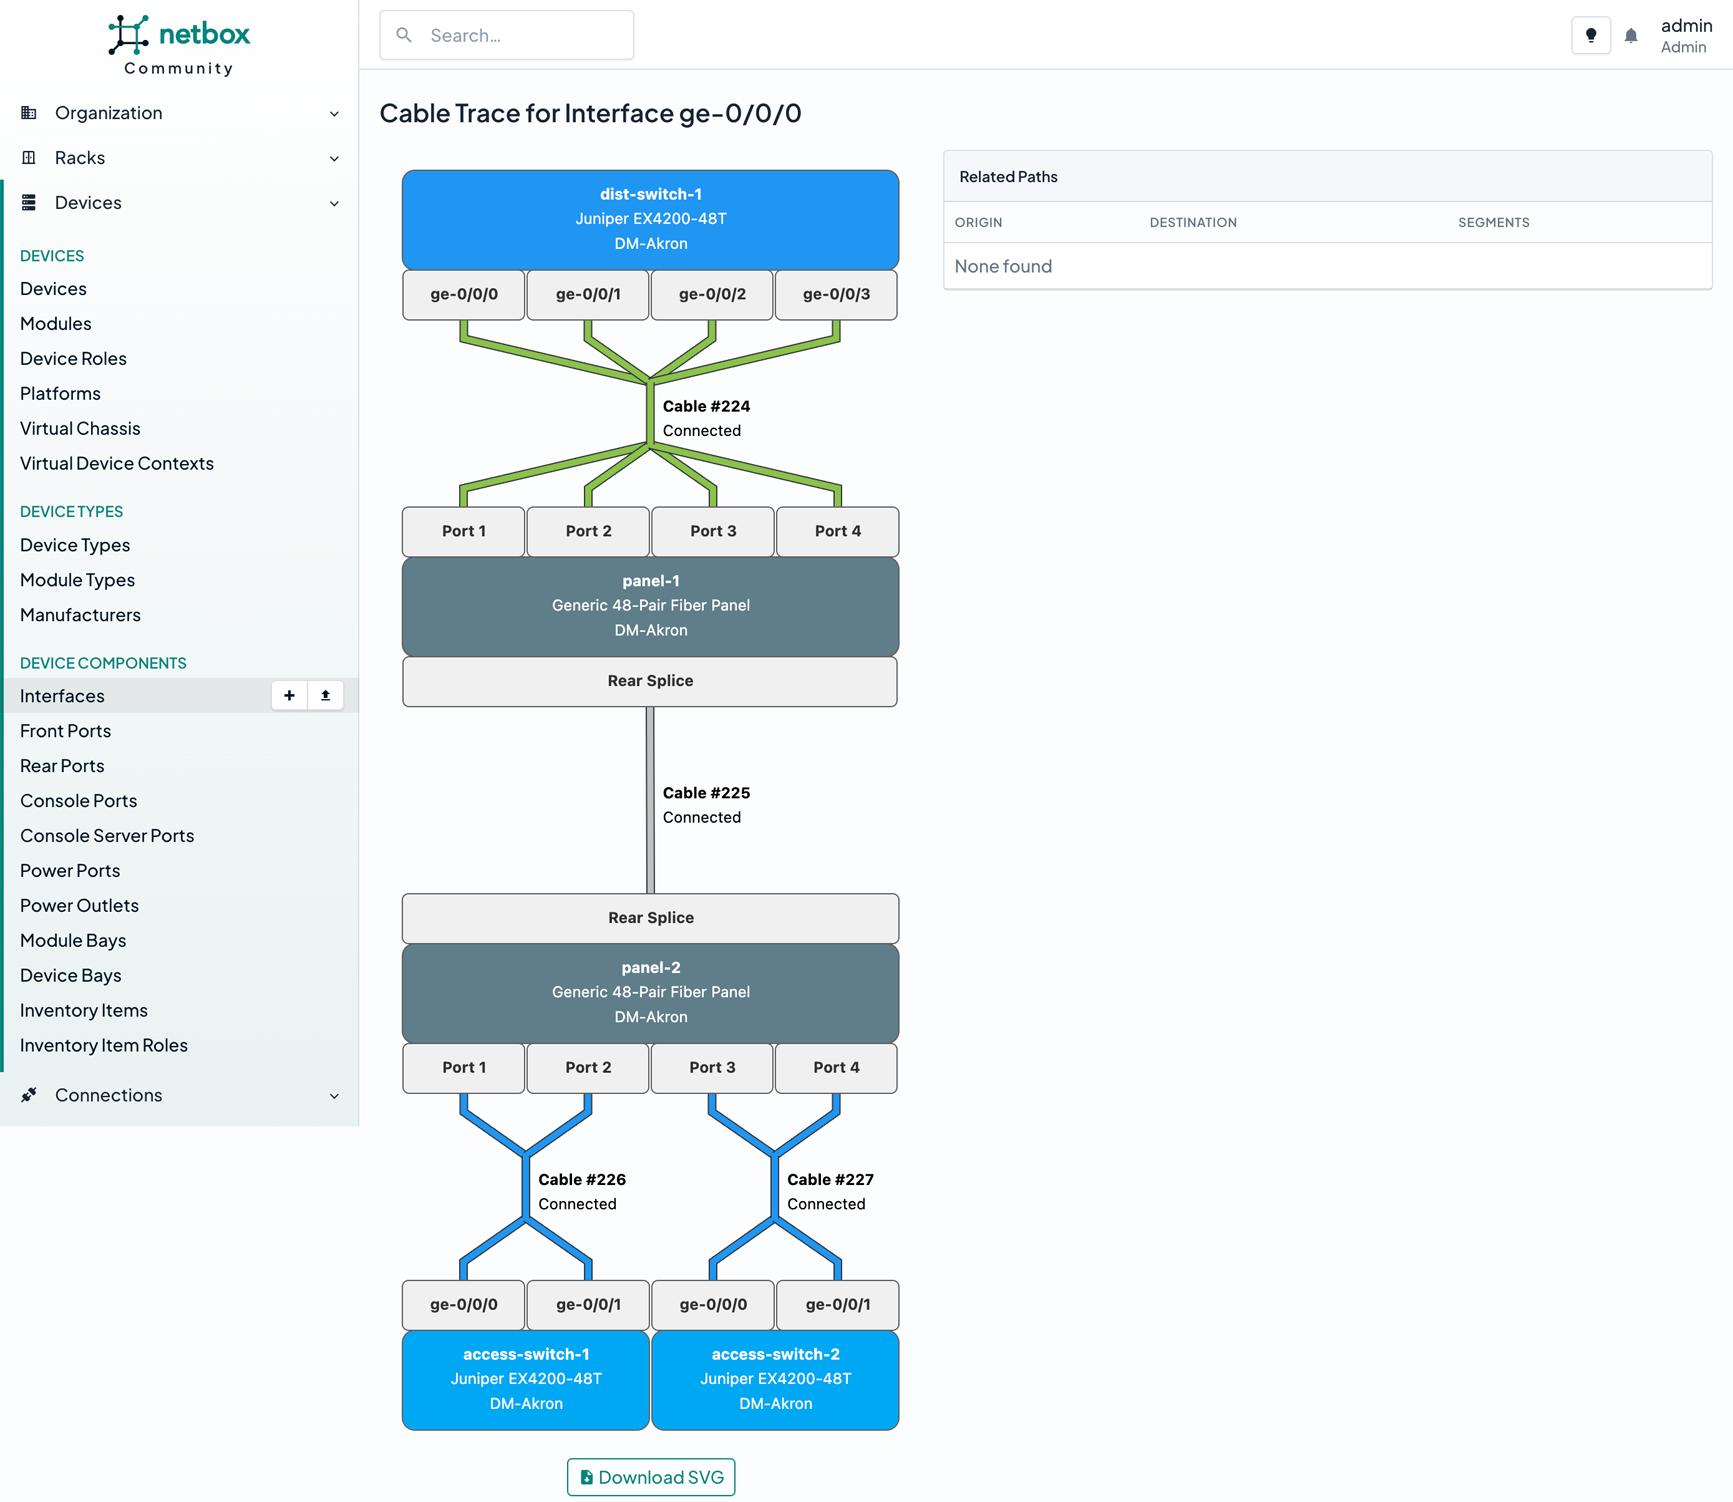 netbox
Community
Search...
admin
Admin
Organization
Racks
Devices
DEVICES
Devices
Modules
Device Roles
Platforms
Virtual Chassis
Virtual Device Contexts
DEVICE TYPES
Device Types
Module Types
Manufacturers
DEVICE COMPONENTS
Interfaces
Front Ports
Rear Ports
Console Ports
Console Server Ports
Power Ports
Power Outlets
Module Bays
Device Bays
Inventory Items
Inventory Item Roles
Connections
Cable Trace for Interface ge-0/0/0
dist-switch-1
Juniper EX4200-48T
DM-Akron
ge-0/0/0 ge-0/0/1 ge-0/0/2 ge-0/0/3
Cable #224
Connected
Port 1 Port 2 Port 3 Port 4
panel-1
Generic 48-Pair Fiber Panel
DM-Akron
Rear Splice
Cable #225
Connected
Rear Splice
panel-2
Generic 48-Pair Fiber Panel
DM-Akron
Port 1 Port 2 Port 3 Port 4
Cable #226 Cable #227
Connected Connected
ge-0/0/0 ge-0/0/1 ge-0/0/0 ge-0/0/1
access-switch-1 access-switch-2
Juniper EX4200-48T Juniper EX4200-48T
DM-Akron DM-Akron
Download SVG
Related Paths
ORIGIN DESTINATION SEGMENTS
None found